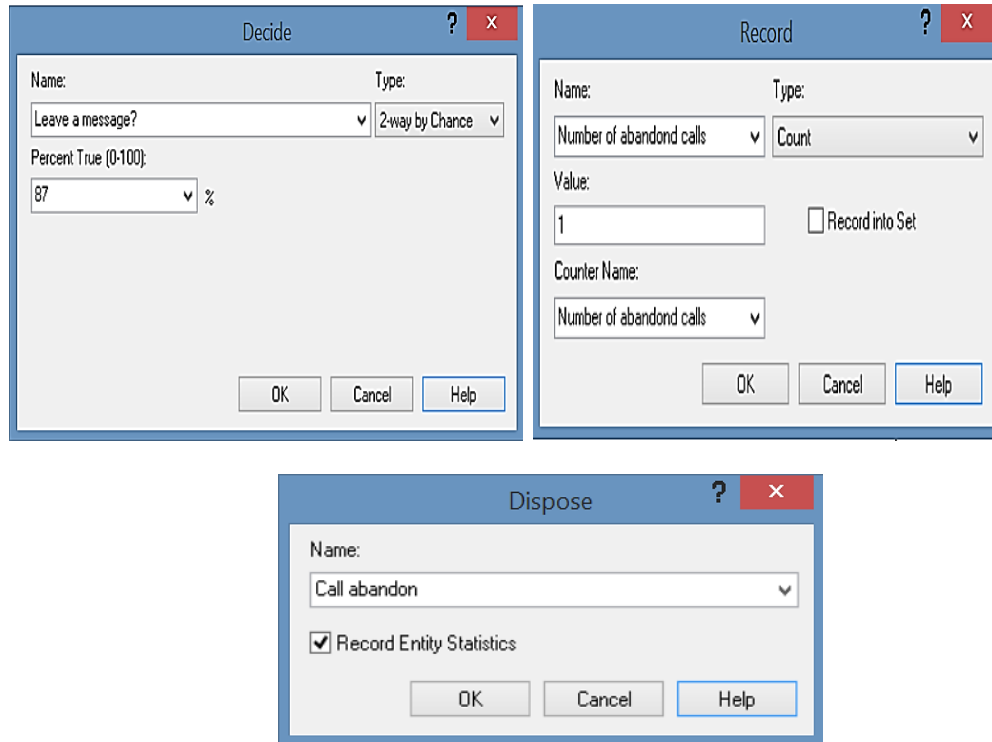 Decide ? x
Name: Type:
Leave a message? 2-way by Chance
Percent True (0-100):
87 %
OK Cancel Help
Record ? x
Name: Type:
Number of abandond calls Count
Value:
1 Record into Set
Counter Name:
Number of abandond calls
OK Cancel Help
Dispose ? x
Name:
Call abandon
Record Entity Statistics
OK Cancel Help